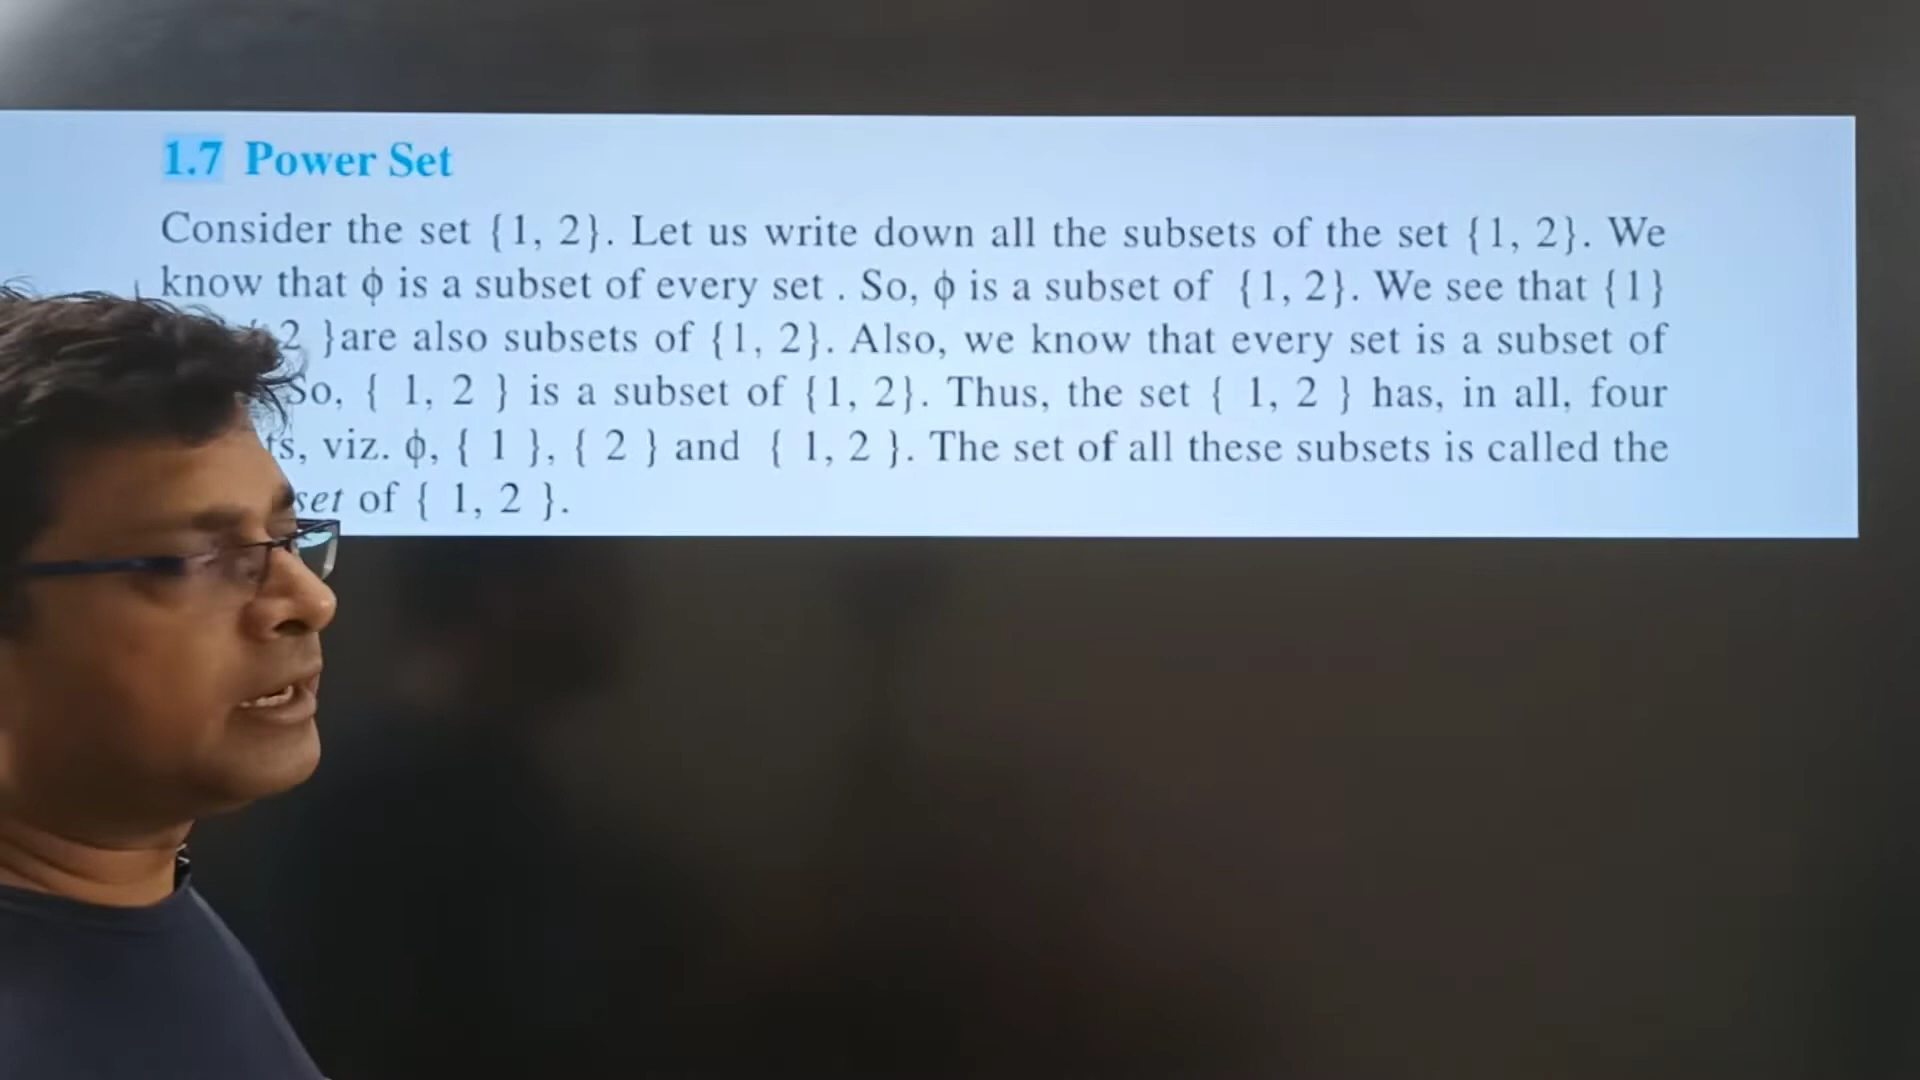 1.7 Power Set
Consider the set {1, 2}. Let us write down all the subsets of the set {1, 2}. We
know that ϕ is a subset of every set . So, ϕ is a subset of {1, 2}. We see that {1}
2 }are also subsets of {1, 2}. Also, we know that every set is a subset of
So, { 1, 2 } is a subset of {1, 2}. Thus, the set { 1, 2 } has, in all, four
viz. ϕ, { 1 }, { 2 } and { 1, 2 }. The set of all these subsets is called the
set of { 1, 2 }.